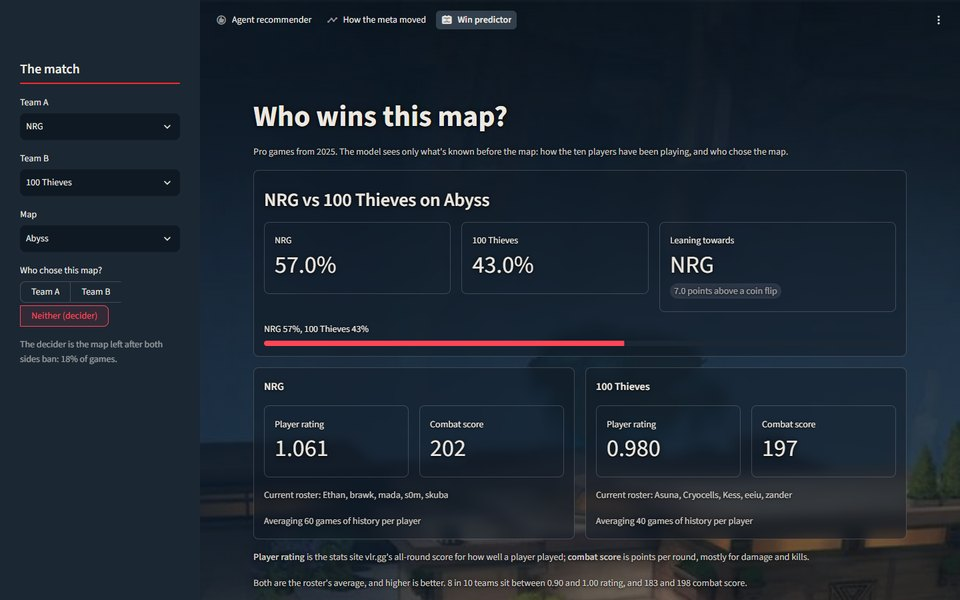 Agent recommender
How the meta moved
Win predictor
The match
Team A
NRG
Team B
100 Thieves
Map
Abyss
Who chose this map?
Team A
Team B
Neither (decider)
The decider is the map left after both
sides ban: 18% of games.
Who wins this map?
Pro games from 2025. The model sees only what's known before the map: how the ten players have been playing, and who chose the map.
NRG vs 100 Thieves on Abyss
NRG
57.0%
100 Thieves
43.0%
Leaning towards
NRG
7.0 points above a coin flip
NRG 57%, 100 Thieves 43%
NRG
Player rating
1.061
Combat score
202
Current roster: Ethan, brawk, mada, s0m, skuba
Averaging 60 games of history per player
100 Thieves
Player rating
0.980
Combat score
197
Current roster: Asuna, Cryocells, Kess, eeiu, zander
Averaging 40 games of history per player
Player rating is the stats site vlr.gg's all-round score for how well a player played; combat score is points per round, mostly for damage and kills.
Both are the roster's average, and higher is better. 8 in 10 teams sit between 0.90 and 1.00 rating, and 183 and 198 combat score.